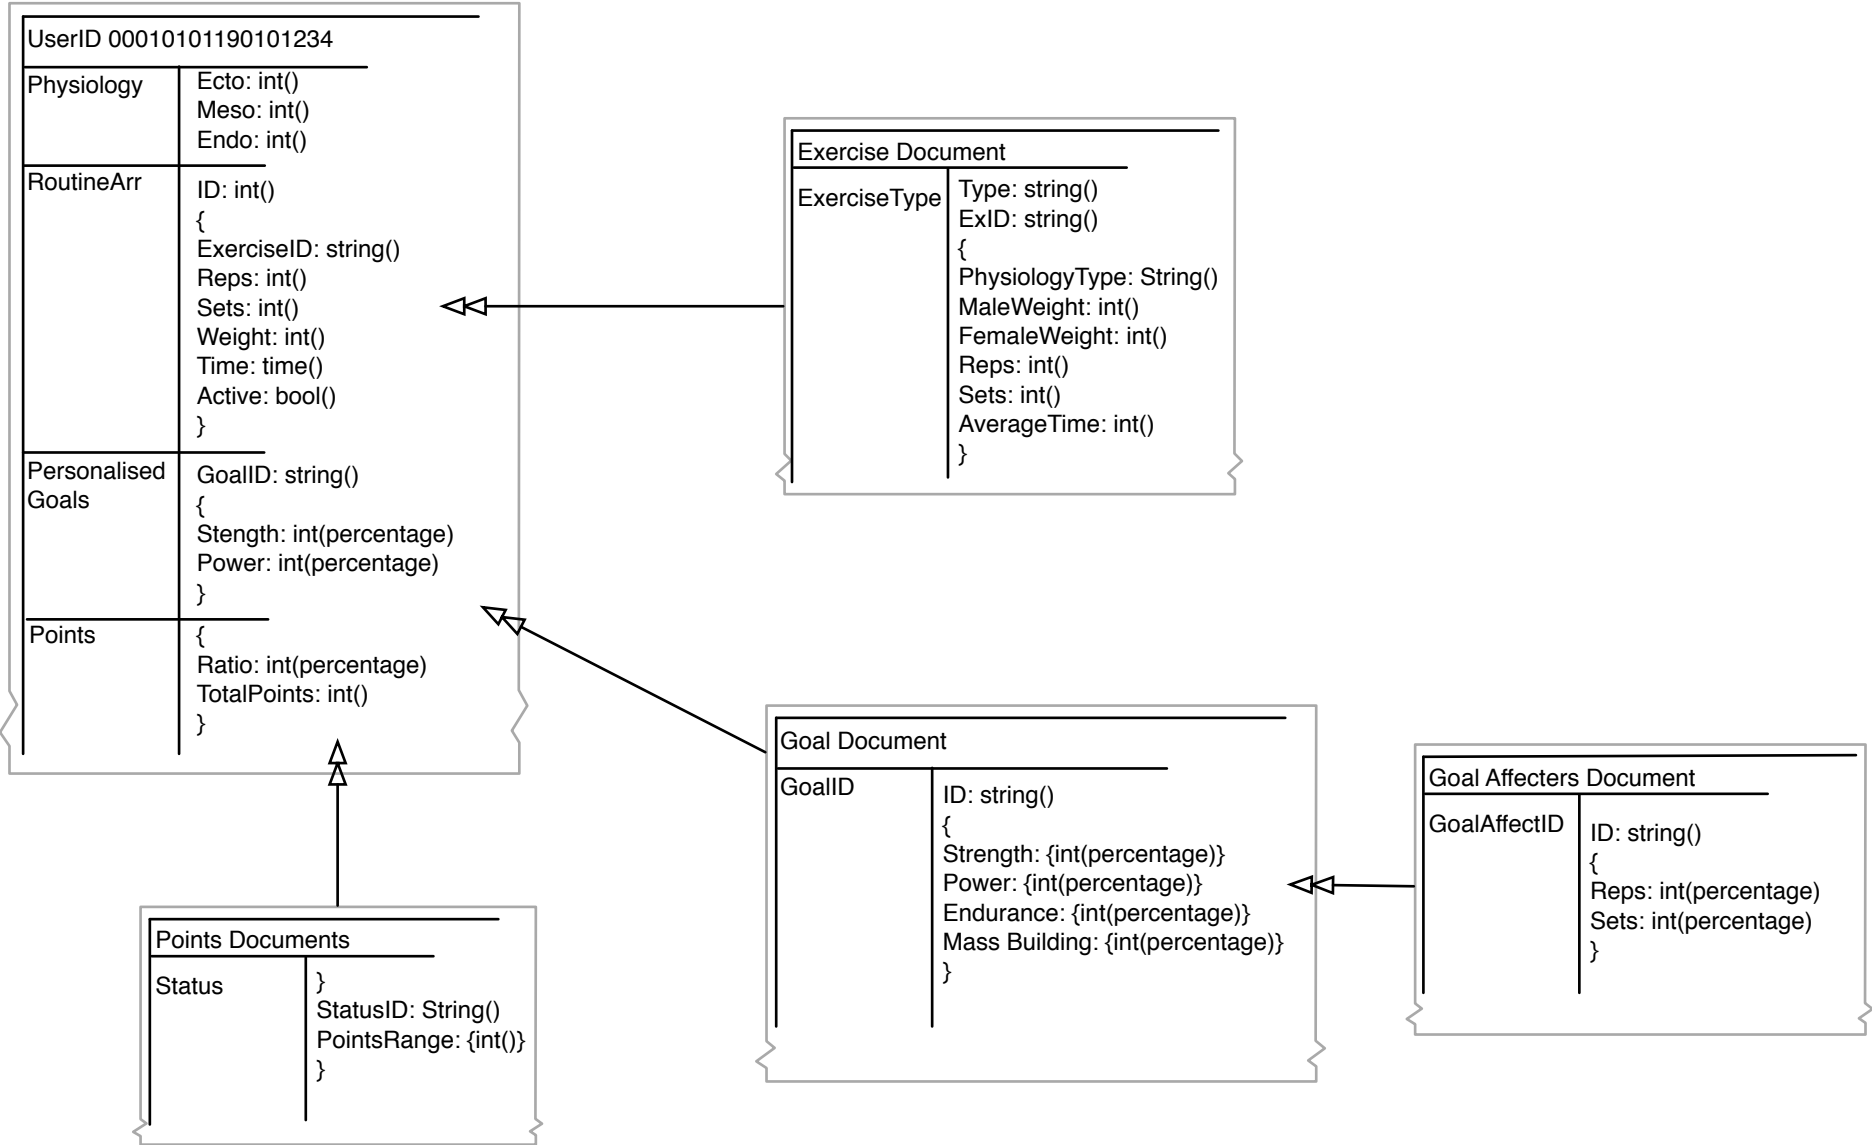 UserID 00010101190101234
Physiology
Ecto: int()
Meso: int()
Endo: int()
RoutineArr
ID: int()
{
ExerciseID: string()
Reps: int()
Sets: int()
Weight: int()
Time: time()
Active: bool()
}
Personalised
Goals
GoalID: string()
{
Stength: int(percentage)
Power: int(percentage)
}
Points
{
Ratio: int(percentage)
TotalPoints: int()
}
Exercise Document
ExerciseType
Type: string()
ExID: string()
{
PhysiologyType: String()
MaleWeight: int()
FemaleWeight: int()
Reps: int()
Sets: int()
AverageTime: int()
}
Goal Document
GoalID
ID: string()
{
Strength: {int(percentage)}
Power: {int(percentage)}
Endurance: {int(percentage)}
Mass Building: {int(percentage)}
}
Goal Affecters Document
GoalAffectID
ID: string()
{
Reps: int(percentage)
Sets: int(percentage)
}
Points Documents
Status
}
StatusID: String()
PointsRange: {int()}
}